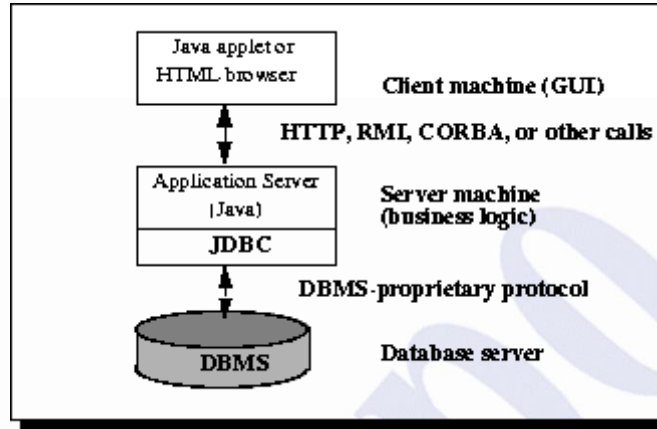 Java applet or
HTML browser
Client machine (GUI)
HTTP, RMI, CORBA, or other calls
Application Server
(Java)
JDBC
Server machine
(business logic)
DBMS-proprietary protocol
DBMS
Database server